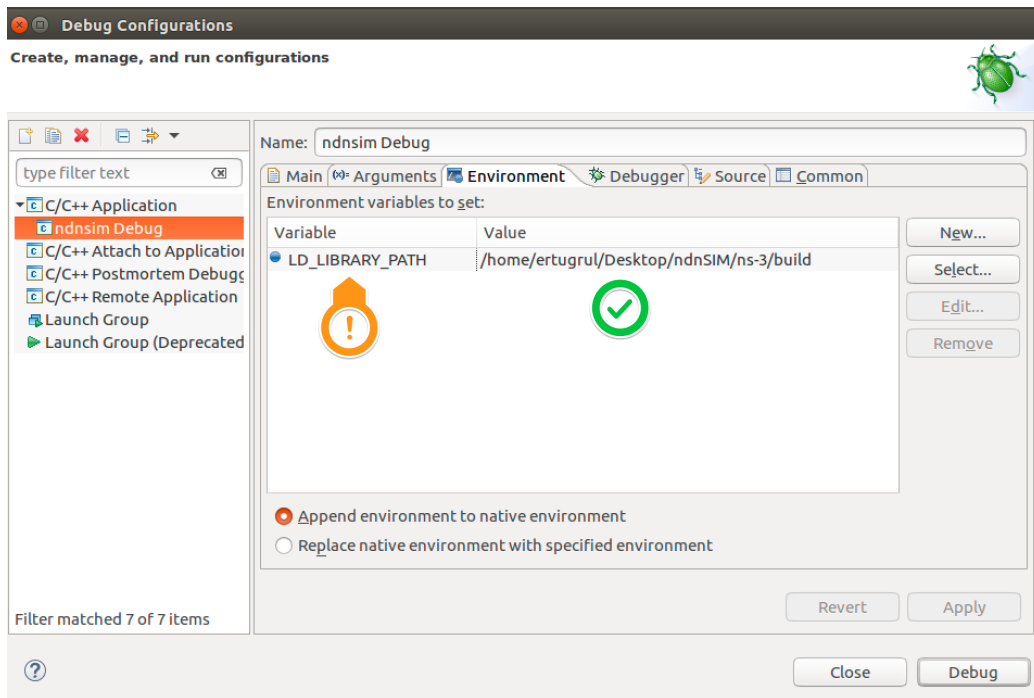 Debug Configurations
Create, manage, and run configurations
type filter text
C/C++ Application
ndnsim Debug
C/C++ Attach to Application
C/C++ Postmortem Debugg
C/C++ Remote Application
Launch Group
Launch Group (Deprecated
Filter matched 7 of 7 items
Name: ndnsim Debug
Main (x)= Arguments Environment Debugger Source Common
Environment variables to set:
Variable Value
LD_LIBRARY_PATH /home/ertugrul/Desktop/ndnSIM/ns-3/build
New...
Select...
Edit...
Remove
Append environment to native environment
Replace native environment with specified environment
Revert Apply
Close Debug